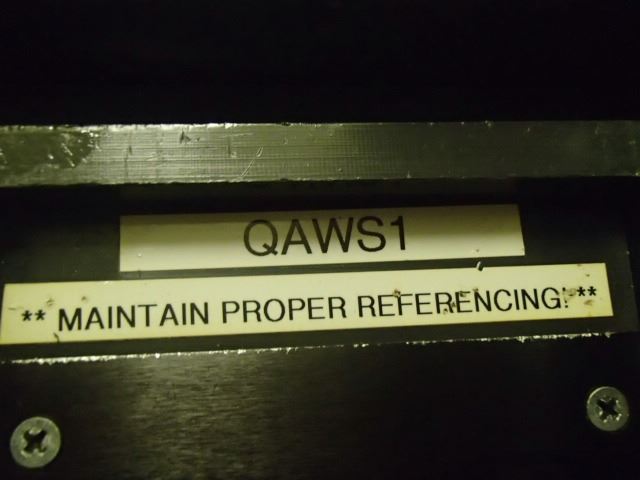 QAWS1
** MAINTAIN PROPER REFERENCING! **